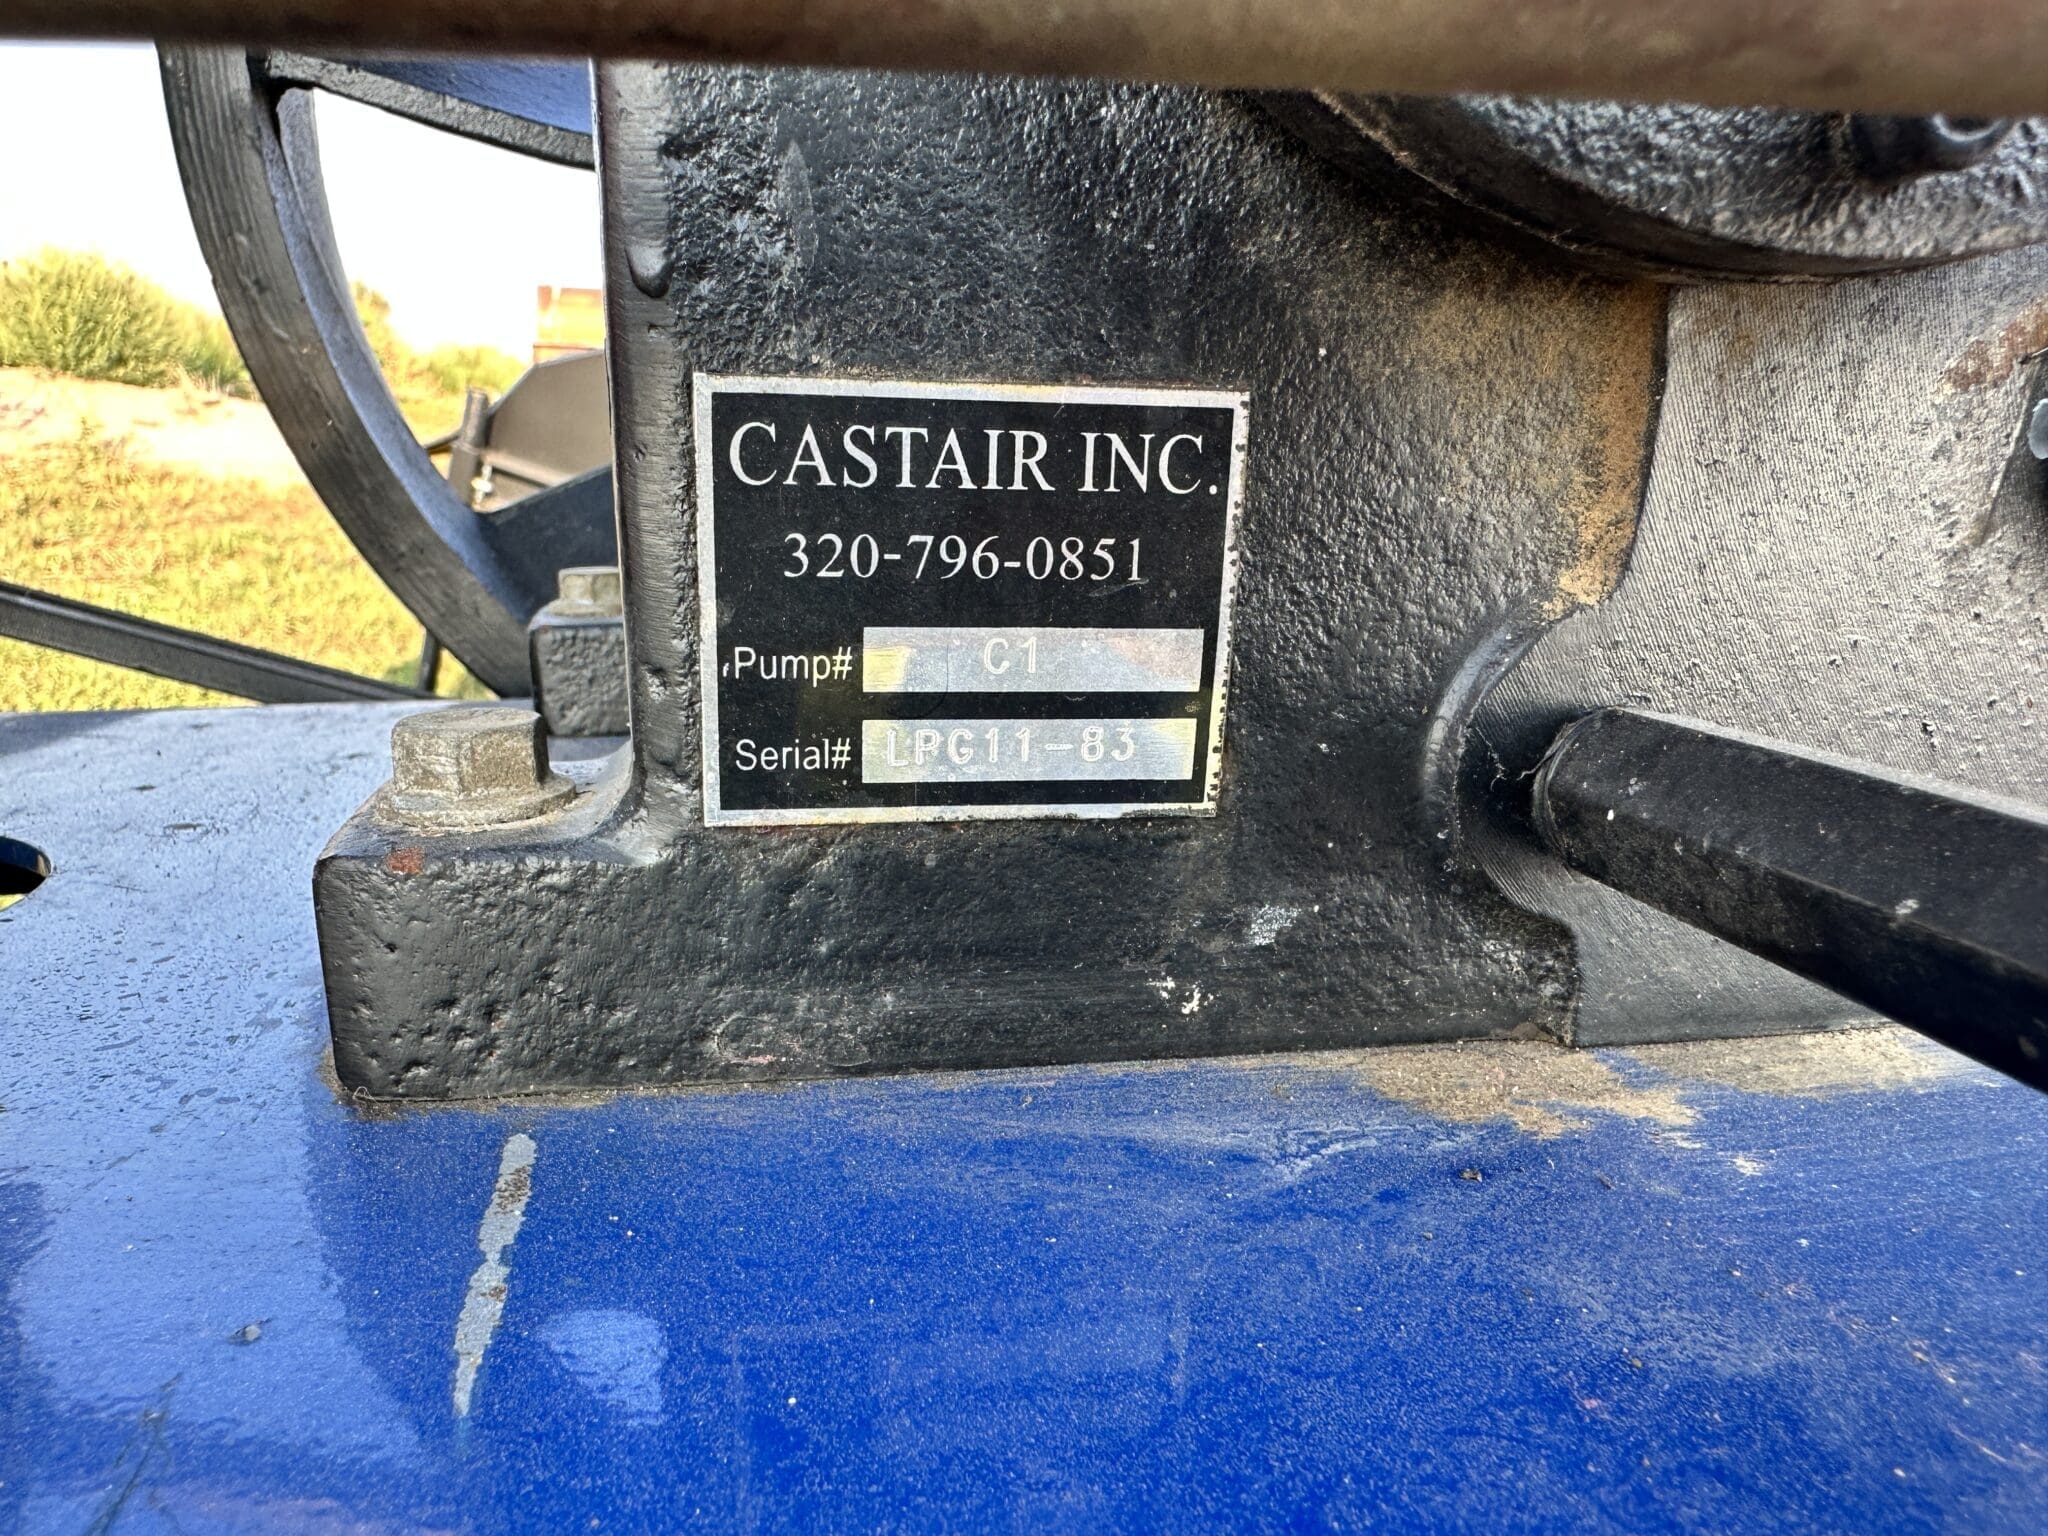 CASTAIR INC.
320-796-0851
Pump# C1
Serial# LPG11-83